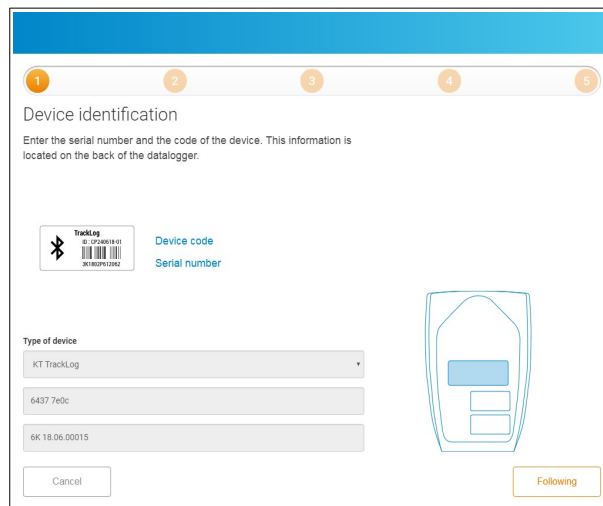 1 2 3 4 5
Device identification
Enter the serial number and the code of the device. This information is
located on the back of the datalogger.
TrackLog
ID : CP240618-01
3K1802P612062
Device code
Serial number
Type of device
KT TrackLog
6437 7e0c
6K 18.06.00015
Cancel
Following